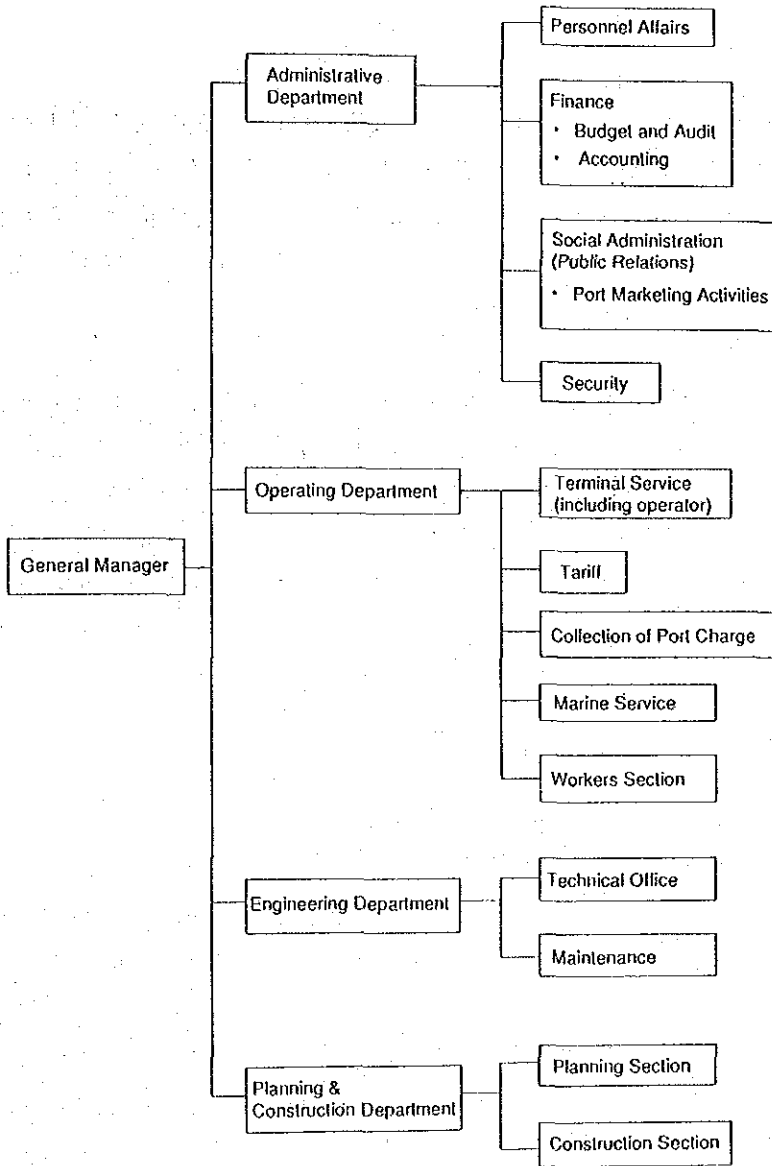 Personnel Affairs
Administrative
Department
Finance
· Budget and Audit
· Accounting
Social Administration
(Public Relations)
· Port Marketing Activities
Security
Operating Department
Terminal Service
(including operator)
General Manager
Tariff
Collection of Port Charge
Marine Service
Workers Section
Technical Office
Engineering Department
Maintenance
Planning Section
Planning &
Construction Department
Construction Section